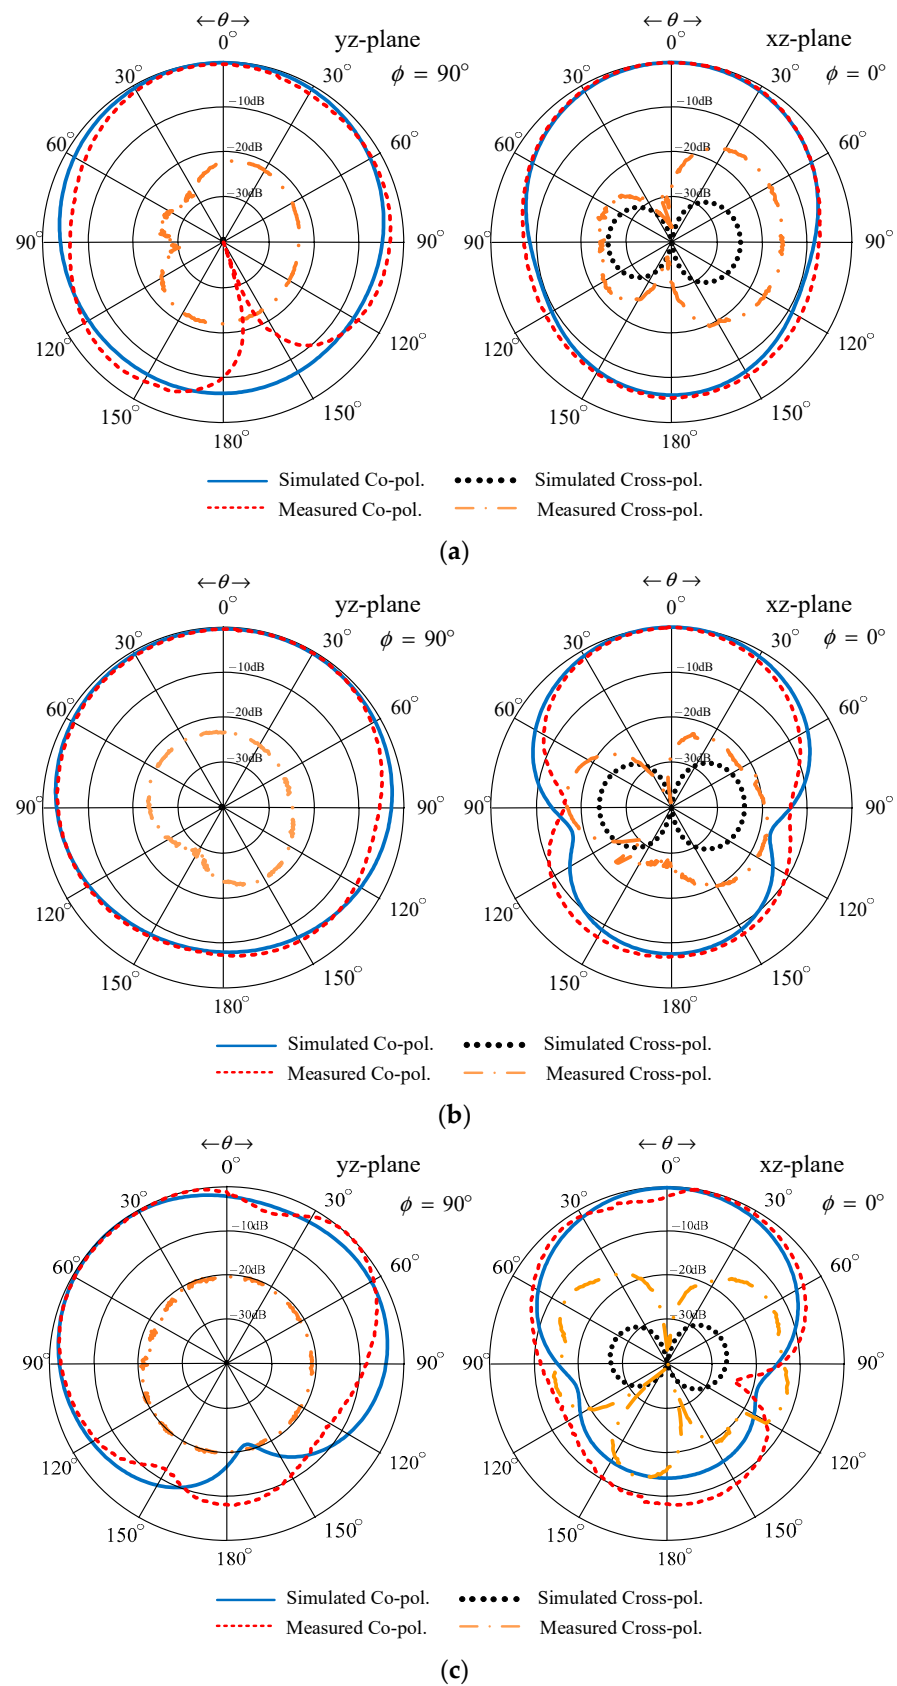 ←θ→ ←θ→
0° yz-plane 0° xz-plane
30° 30° ϕ = 90° 30° 30° ϕ = 0°
−10dB −10dB
60° 60° 60° 60°
−20dB −20dB
−30dB −30dB
90° 90° 90° 90°
120° 120° 120° 120°
150° 150° 150° 150°
180° 180°
Simulated Co-pol. Simulated Cross-pol.
Measured Co-pol. Measured Cross-pol.
(a)
←θ→ ←θ→
0° yz-plane 0° xz-plane
30° 30° ϕ = 90° 30° 30° ϕ = 0°
−10dB −10dB
60° 60° 60° 60°
−20dB −20dB
−30dB −30dB
90° 90° 90° 90°
120° 120° 120° 120°
150° 150° 150° 150°
180° 180°
Simulated Co-pol. Simulated Cross-pol.
Measured Co-pol. Measured Cross-pol.
(b)
←θ→ ←θ→
0° yz-plane 0° xz-plane
30° 30° ϕ = 90° 30° 30° ϕ = 0°
−10dB −10dB
60° 60° 60° 60°
−20dB −20dB
−30dB −30dB
90° 90° 90° 90°
120° 120° 120° 120°
150° 150° 150° 150°
180° 180°
Simulated Co-pol. Simulated Cross-pol.
Measured Co-pol. Measured Cross-pol.
(c)